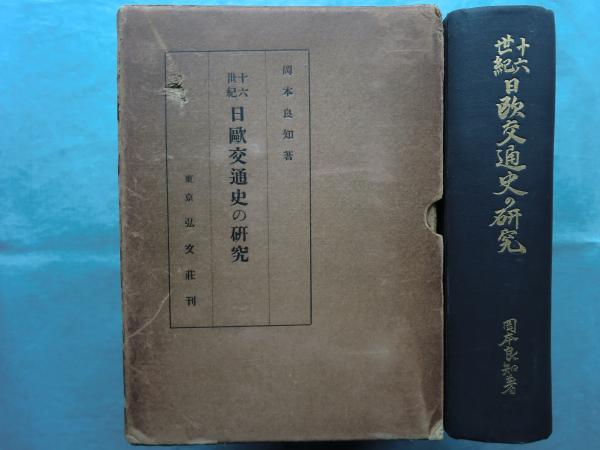 岡本良知著
十六世紀
日歐交通史の硏究
東京 弘文莊刊
十六世紀
日欧交通史の研究
岡本良知著